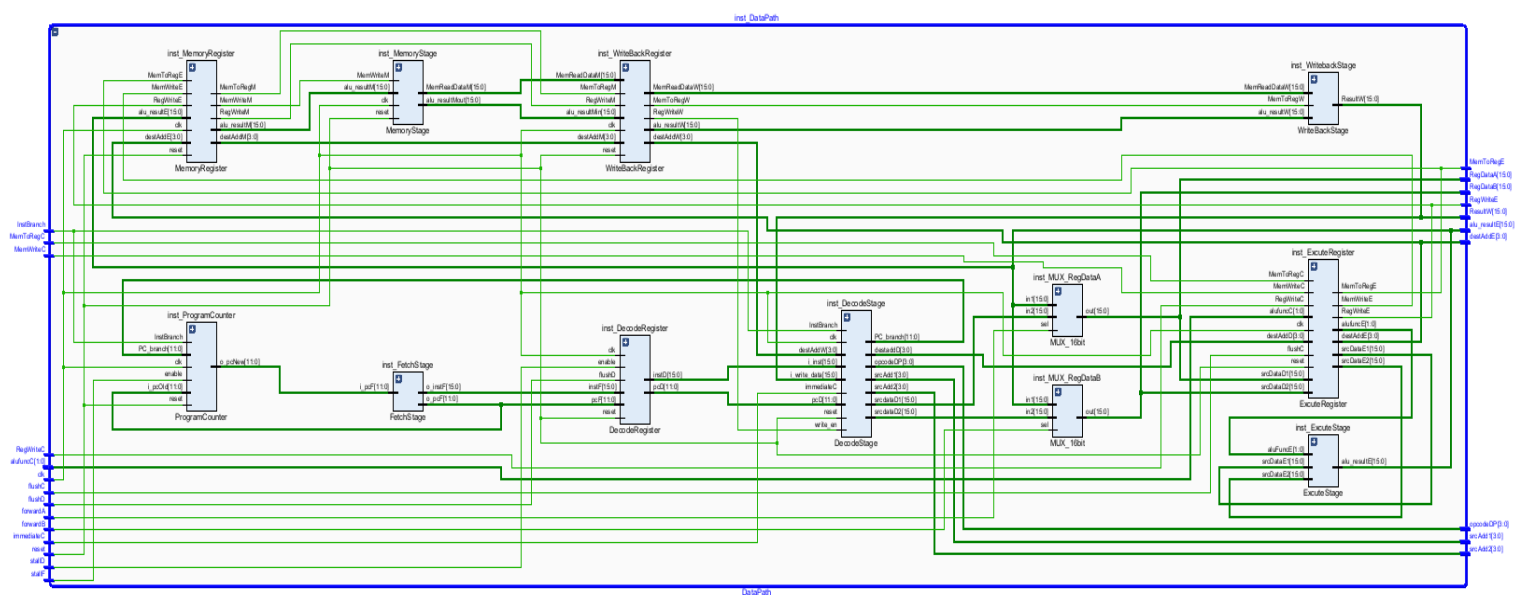 inst_DataPath
inst_MemoryRegister
MemToRegE
MemWriteE
RegWriteE
alu_resultE[15:0]
clk
destAddE[3:0]
reset
MemToRegM
MemWriteM
RegWriteM
alu_resultM[15:0]
destAddM[3:0]
MemoryRegister
inst_MemoryStage
MemWriteM
alu_resultM[15:0]
clk
reset
MemReadDataM[15:0]
alu_resultMout[15:0]
MemoryStage
inst_WriteBackRegister
MemReadDataM[15:0]
MemToRegM
RegWriteM
alu_resultMin[15:0]
clk
destAddM[3:0]
reset
MemReadDataW[15:0]
MemToRegW
RegWriteW
alu_resultW[15:0]
destAddW[3:0]
WriteBackRegister
inst_WritebackStage
MemReadDataW[15:0]
MemToRegW
alu_resultW[15:0]
ResultW[15:0]
WriteBackStage
MemToRegE
RegDataA[15:0]
RegDataB[15:0]
RegWriteE
ResultW[15:0]
alu_resultE[15:0]
destAddE[3:0]
InstBranch
MemToRegC
MemWriteC
inst_ProgramCounter
InstBranch
PC_branch[11:0]
clk
enable
i_pcOld[11:0]
reset
o_pcNew[11:0]
ProgramCounter
inst_FetchStage
i_pcF[11:0]
o_instF[15:0]
o_pcF[11:0]
FetchStage
inst_DecodeRegister
clk
enable
flushD
instF[15:0]
pcF[11:0]
reset
instD[15:0]
pcD[11:0]
DecodeRegister
inst_DecodeStage
InstBranch
clk
destAddW[3:0]
i_inst[15:0]
i_write_data[15:0]
immediateC
pcD[11:0]
reset
write_en
PC_branch[11:0]
destaddD[3:0]
opcodeDP[3:0]
srcAdd1[3:0]
srcAdd2[3:0]
srcdataD1[15:0]
srcdataD2[15:0]
DecodeStage
inst_MUX_RegDataA
in1[15:0]
in2[15:0]
sel
out[15:0]
MUX_16bit
inst_MUX_RegDataB
in1[15:0]
in2[15:0]
sel
out[15:0]
MUX_16bit
inst_ExcuteRegister
MemToRegC
MemWriteC
RegWriteC
alufuncC[1:0]
clk
destAddD[3:0]
flushC
reset
srcDataD1[15:0]
srcDataD2[15:0]
MemToRegE
MemWriteE
RegWriteE
alufuncE[1:0]
destAddE[3:0]
srcDataE1[15:0]
srcDataE2[15:0]
ExcuteRegister
inst_ExcuteStage
aluFuncE[1:0]
srcDataE1[15:0]
srcDataE2[15:0]
alu_resultE[15:0]
ExcuteStage
RegWriteC
alufuncC[1:0]
clk
flushC
flushD
forwardA
forwardB
immediateC
reset
stallD
stallF
opcodeDP[3:0]
srcAdd1[3:0]
srcAdd2[3:0]
DataPath